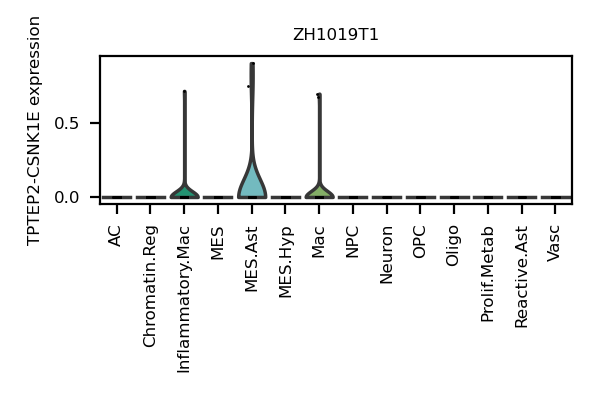 ZH1019T1
TPTEP2-CSNK1E expression
0.5
0.0
AC
Chromatin.Reg
Inflammatory.Mac
MES
MES.Ast
MES.Hyp
Mac
NPC
Neuron
OPC
Oligo
Prolif.Metab
Reactive.Ast
Vasc